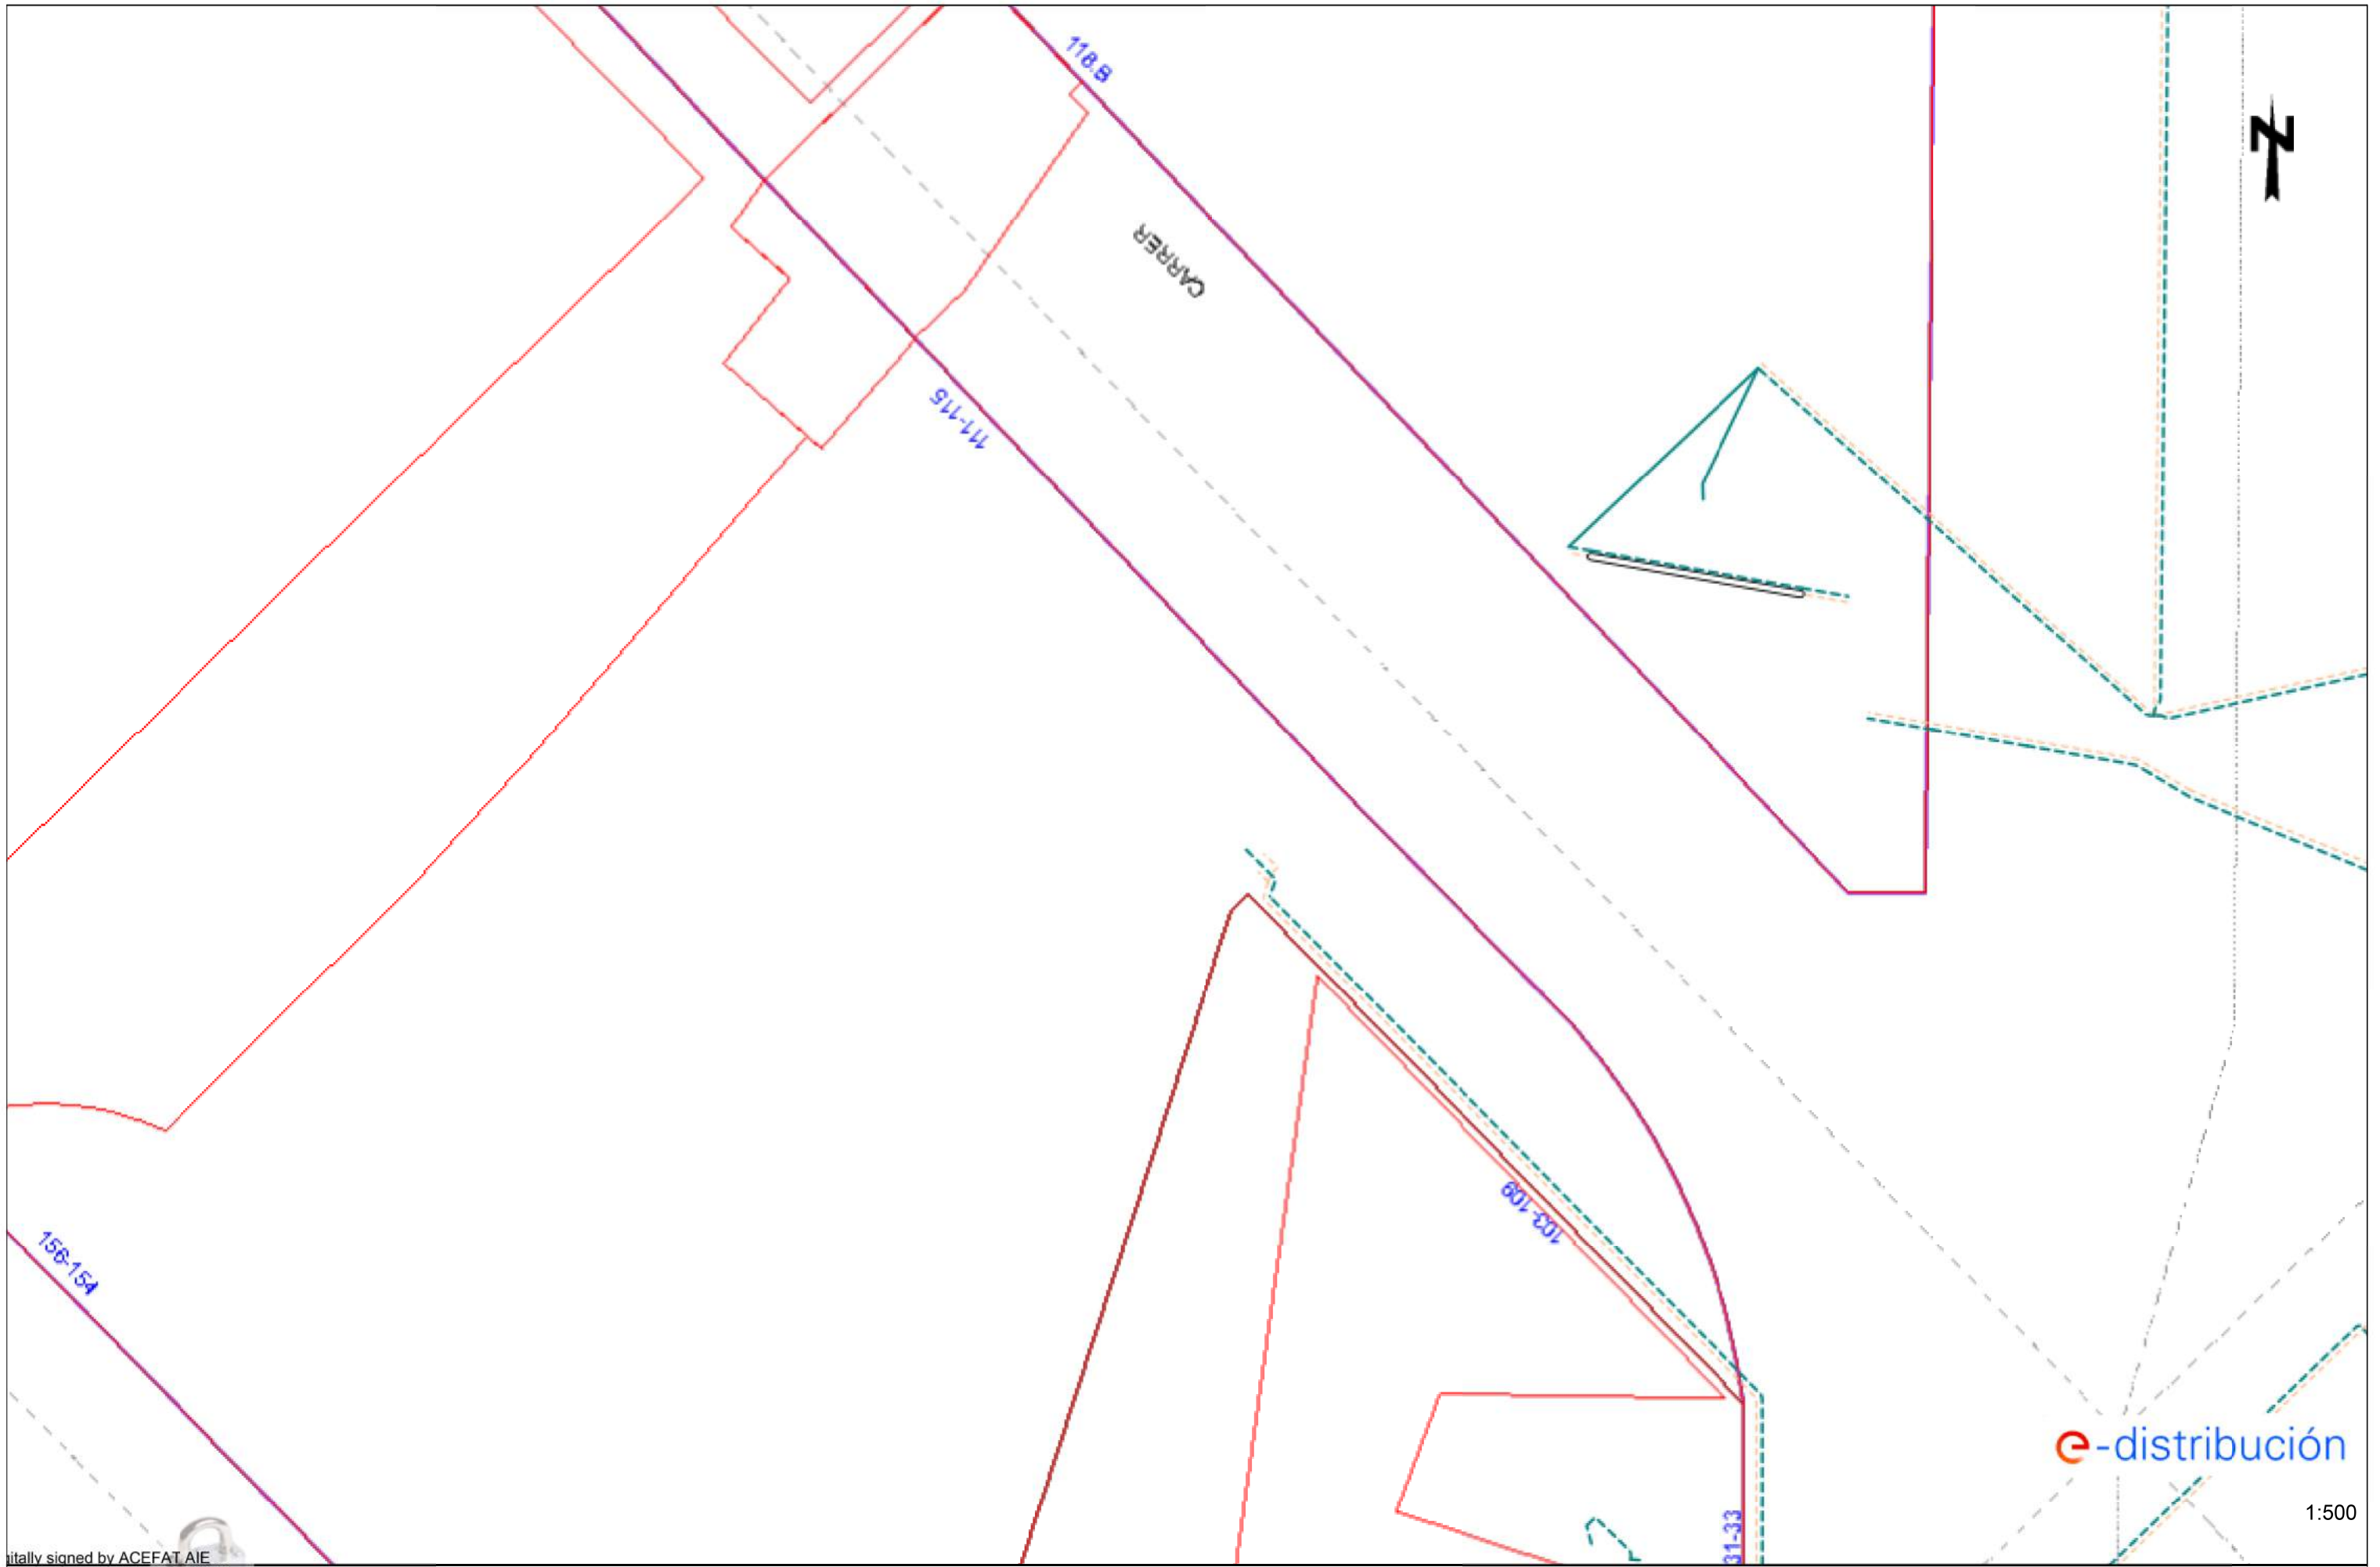 118.B
N
CARRER
111-115
103-109
156-154
e-distribución
1:500
31-33
itally signed by ACEFAT AIE